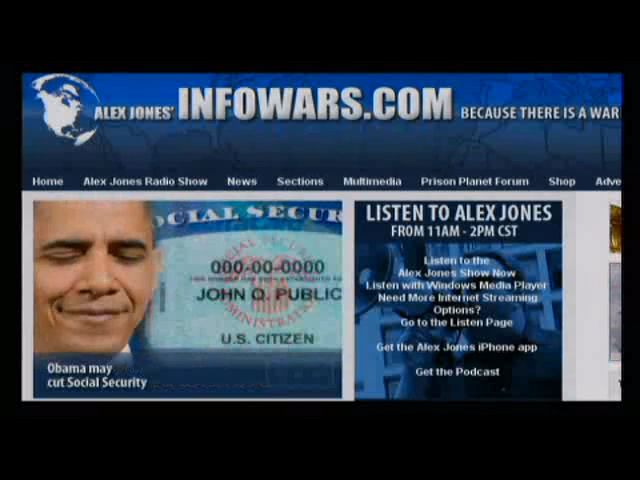 ALEX JONES' INFOWARS.COM BECAUSE THERE IS A WAR
Home Alex Jones Radio Show News Sections Multimedia Prison Planet Forum Shop Adve
OCIAL SECUR
000-00-0000
JOHN Q. PUBLIC
U.S. CITIZEN
Obama may
cut Social Security
LISTEN TO ALEX JONES
FROM 11AM - 2PM CST
Listen to the
Alex Jones Show Now
Listen with Windows Media Player
Need More Internet Streaming
Options?
Go to the Listen Page
Get the Alex Jones iPhone app
Get the Podcast